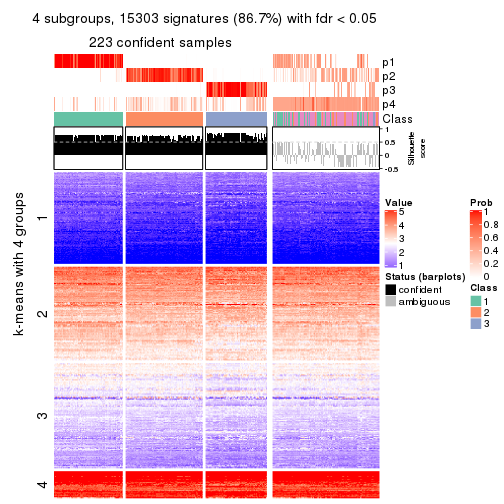 4 subgroups, 15303 signatures (86.7%) with fdr < 0.05
223 confident samples
p1
p2
p3
p4
Class
1
0.5
0
-0.5
Silhouette
score
k-means with 4 groups
1
2
3
4
Value
5
4
3
2
1
Status (barplots)
confident
ambiguous
Prob
1
0.8
0.6
0.4
0.2
0
Class
1
2
3